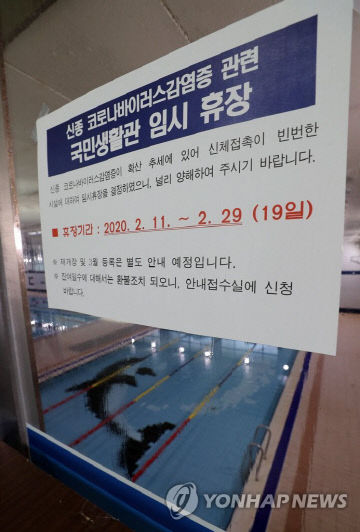 신종 코로나바이러스감염증 관련
국민생활관 임시 휴장
신종 코로나바이러스감염증이 확산 추세에 있어 신체접촉이 빈번한
시설에 대하여 임시휴장을 결정하였으니, 널리 양해하여 주시기 바랍니다.
■ 휴장기간 : 2020. 2. 11. ~ 2. 29 (19일)
※ 재개장 및 3월 등록은 별도 안내 예정입니다.
※ 잔여일수에 대해서는 환불조치 되오니, 안내접수실에 신청
바랍니다.
YONHAP NEWS